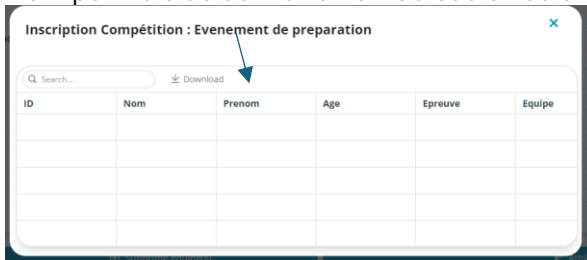 Inscription Compétition : Evenement de preparation ×
Search... Download
ID Nom Prenom Age Epreuve Equipe